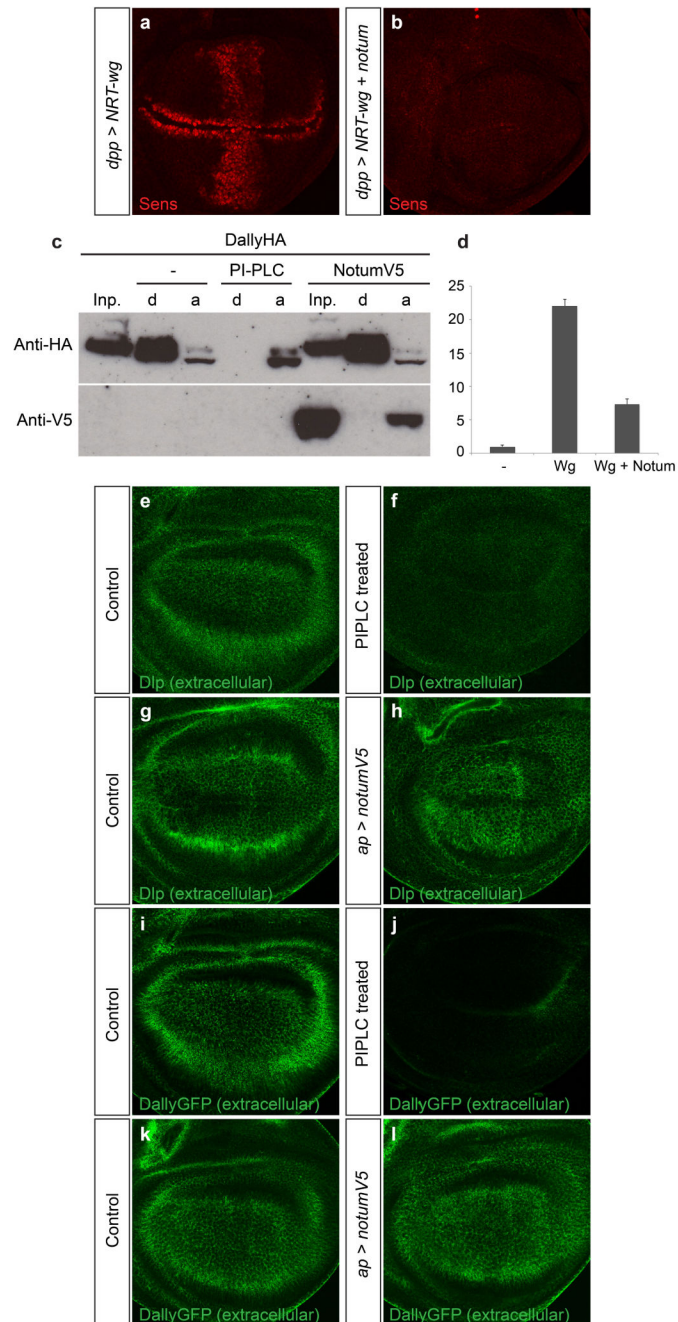 dpp > NRT-wg
a
Sens
dpp > NRT-wg + notum
b
Sens
c
DallyHA
- PI-PLC NotumV5
Inp. d a d a Inp. d a
Anti-HA
Anti-V5
d
25
20
15
10
5
0
- Wg Wg + Notum
Control
e
Dlp (extracellular)
PIPLC treated
f
Dlp (extracellular)
Control
g
Dlp (extracellular)
ap > notumV5
h
Dlp (extracellular)
Control
i
DallyGFP (extracellular)
PIPLC treated
j
DallyGFP (extracellular)
Control
k
DallyGFP (extracellular)
ap > notumV5
l
DallyGFP (extracellular)